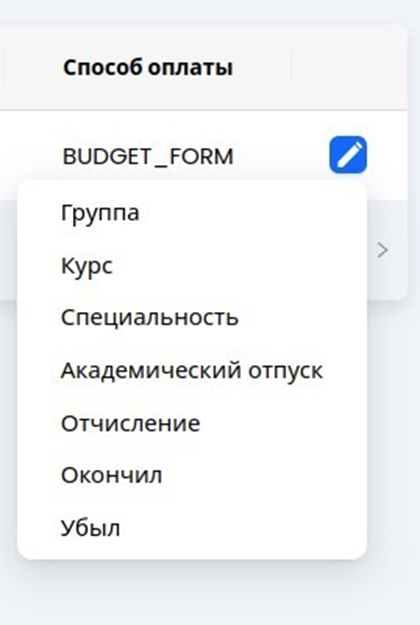 Способ оплаты
BUDGET_FORM
Группа
Курс
Специальность
Академический отпуск
Отчисление
Окончил
Убыл